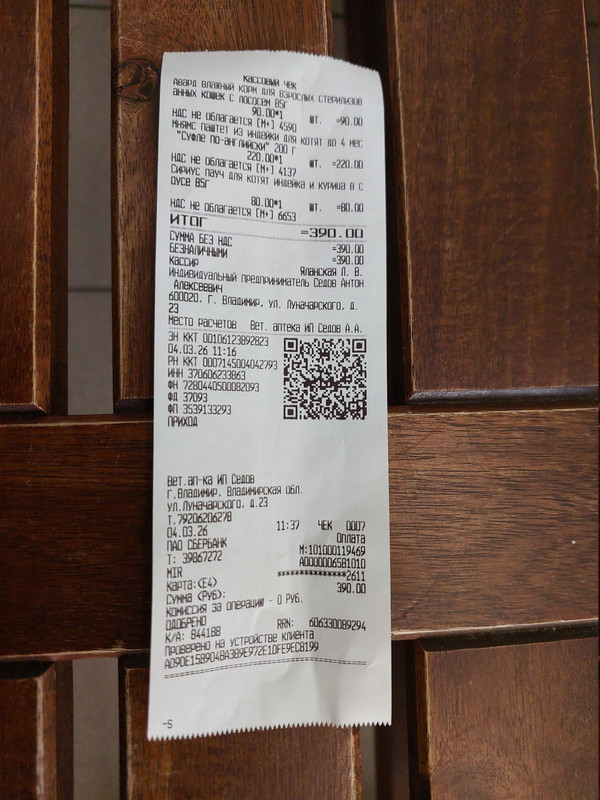 КАССОВЫЙ ЧЕК
АВАРД ВЛАЖНЫЙ КОРМ ДЛЯ ВЗРОСЛЫХ СТЕРИЛИЗОВ
АННЫХ КОШЕК С ЛОСОСЕМ 85Г
90.00*1 ШТ. =90.00
НДС НЕ ОБЛАГАЕТСЯ [М+] 4590
МНЯМС ПАШТЕТ ИЗ ИНДЕЙКИ ДЛЯ КОТЯТ ДО 4 МЕС
"СУФЛЕ ПО-АНГЛИЙСКИ" 200 Г
220.00*1 ШТ. =220.00
НДС НЕ ОБЛАГАЕТСЯ [М+] 4137
СИРИУС ПАУЧ ДЛЯ КОТЯТ ИНДЕЙКА И КУРИЦА В С
ОУСЕ 85Г
80.00*1 ШТ. =80.00
НДС НЕ ОБЛАГАЕТСЯ [М+] 6653
ИТОГ =390.00
СУММА БЕЗ НДС =390.00
БЕЗНАЛИЧНЫМИ =390.00
КАССИР Яланская Л. В.
ИНДИВИДУАЛЬНЫЙ ПРЕДПРИНИМАТЕЛЬ СЕДОВ АНТОН
АЛЕКСЕЕВИЧ
600020, Г. ВЛАДИМИР, УЛ. ЛУНАЧАРСКОГО, Д.
23
МЕСТО РАСЧЕТОВ Вет. аптека ИП Седов А.А.
ЗН ККТ 00106123892823
04.03.26 11:16
РН ККТ 0007145004042793
ИНН 370606233863
ФН 7280440500082093
ФД 37093
ФП 3539133293
ПРИХОД
Вет.ап-ка ИП Седов
г.Владимир, Владимирская обл.
ул.Луначарского, д.23
Т.79206206278
04.03.26 11:37 ЧЕК 0007
ПАО СБЕРБАНК Оплата
Т: 39867272 М:101000119469
MIR A0000006581010
Карта:(E4) **********2611
Сумма (Руб): 390.00
Комиссия за операцию - 0 Руб.
ОДОБРЕНО
К/А: 844188 RRN: 606330089294
Проверено на устройстве клиента
AD90E158904BA3B9E972E1DFE9EC8199
-S